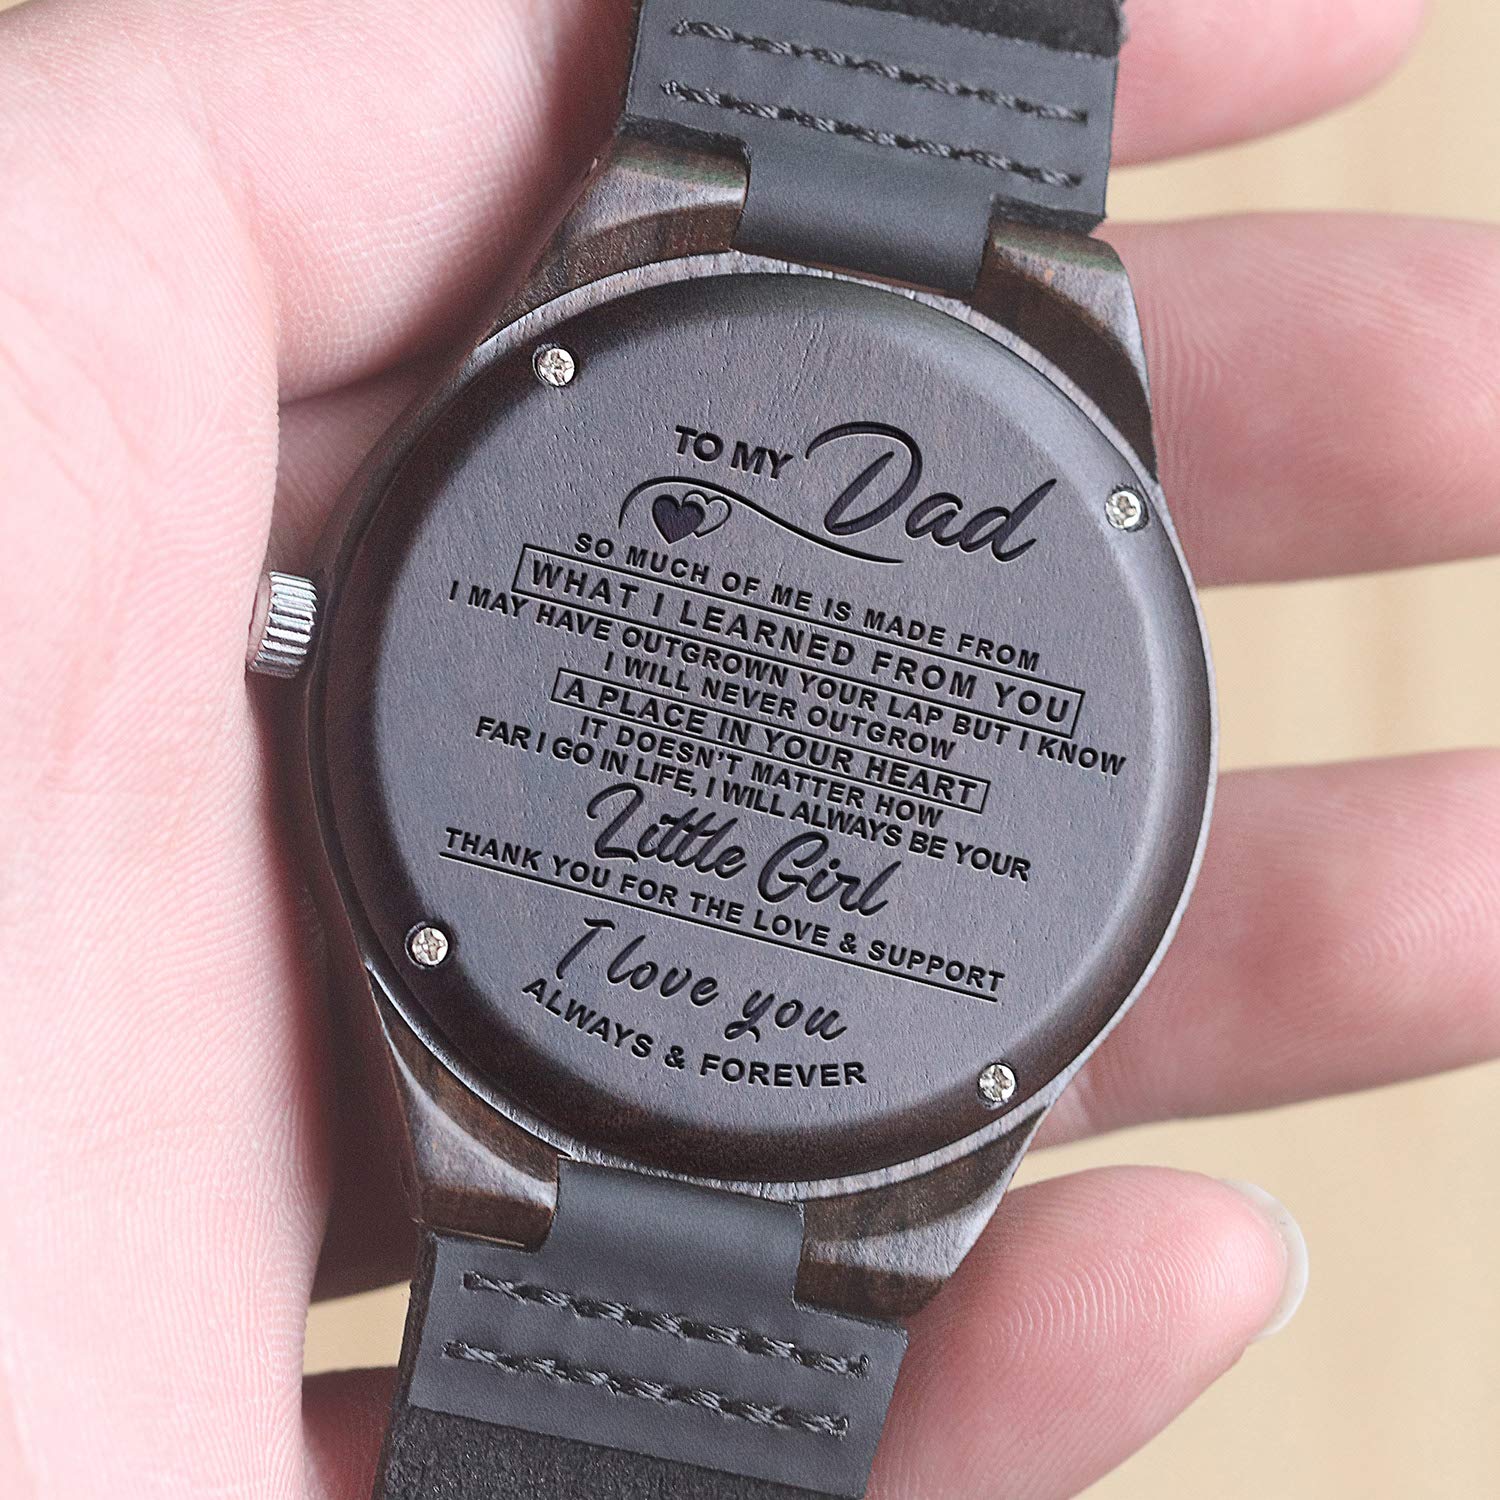 TO MY Dad
SO MUCH OF ME IS MADE FROM
WHAT I LEARNED FROM YOU
I MAY HAVE OUTGROWN YOUR LAP BUT I KNOW
I WILL NEVER OUTGROW
A PLACE IN YOUR HEART
IT DOESN'T MATTER HOW
FAR I GO IN LIFE, I WILL ALWAYS BE YOUR
Little Girl
THANK YOU FOR THE LOVE & SUPPORT
I love you
ALWAYS & FOREVER